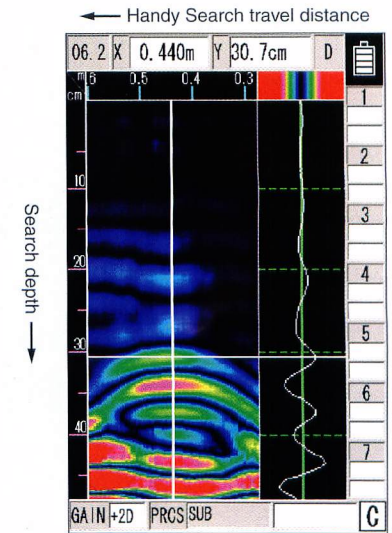 Handy Search travel distance
06.2 X 0.440m Y 30.7cm D
m 6 0.5 0.4 0.3
cm
1
2
10
3
20
4
Search depth
5
30
6
40
7
GAIN +2D PRCS SUB C